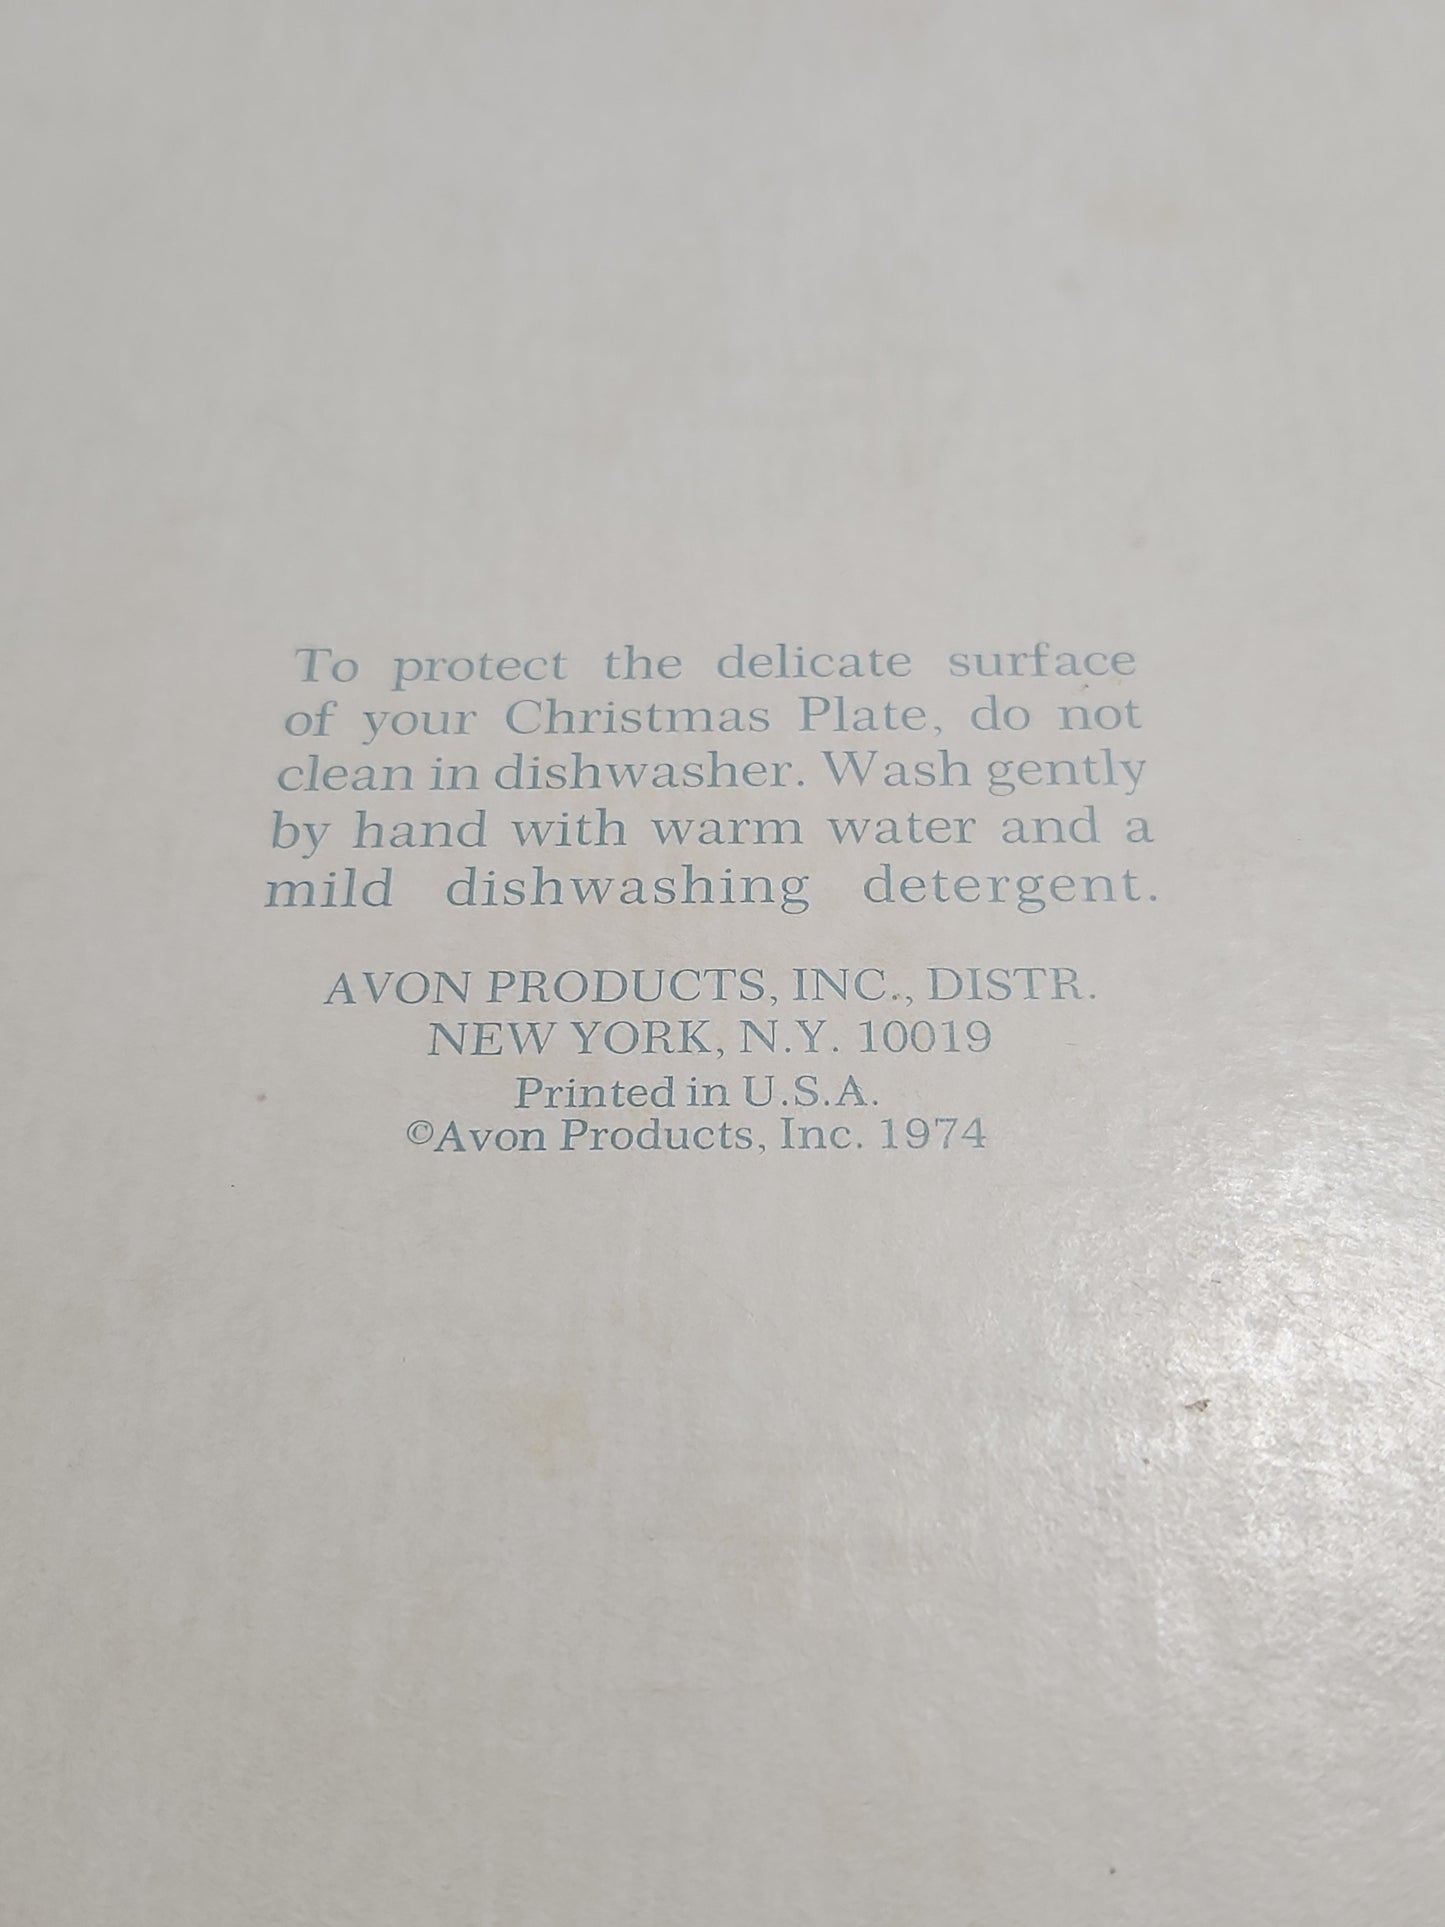 To protect the delicate surface
of your Christmas Plate, do not
clean in dishwasher. Wash gently
by hand with warm water and a
mild dishwashing detergent.
AVON PRODUCTS, INC., DISTR.
NEW YORK, N.Y. 10019
Printed in U.S.A.
©Avon Products, Inc. 1974